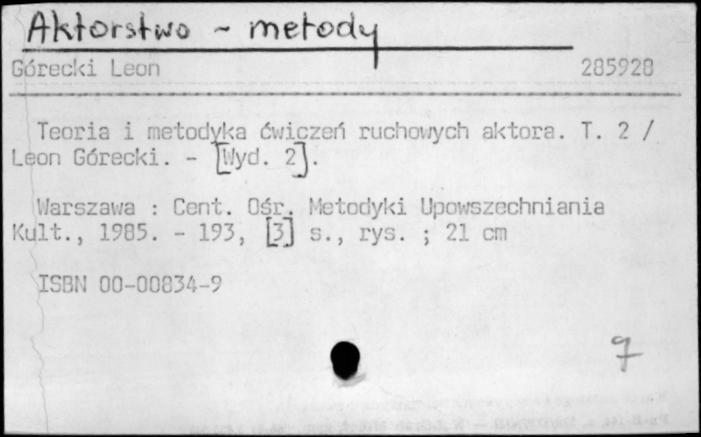 Aktorstwo - metody
Górecki Leon 285928
Teoria i metodyka ćwiczeń ruchowych aktora. T. 2 /
Leon Górecki. - [Wyd. 2].
Warszawa : Cent. Ośr. Metodyki Upowszechniania
Kult., 1985. - 193, [3] s., rys. ; 21 cm
ISBN 00-00834-9